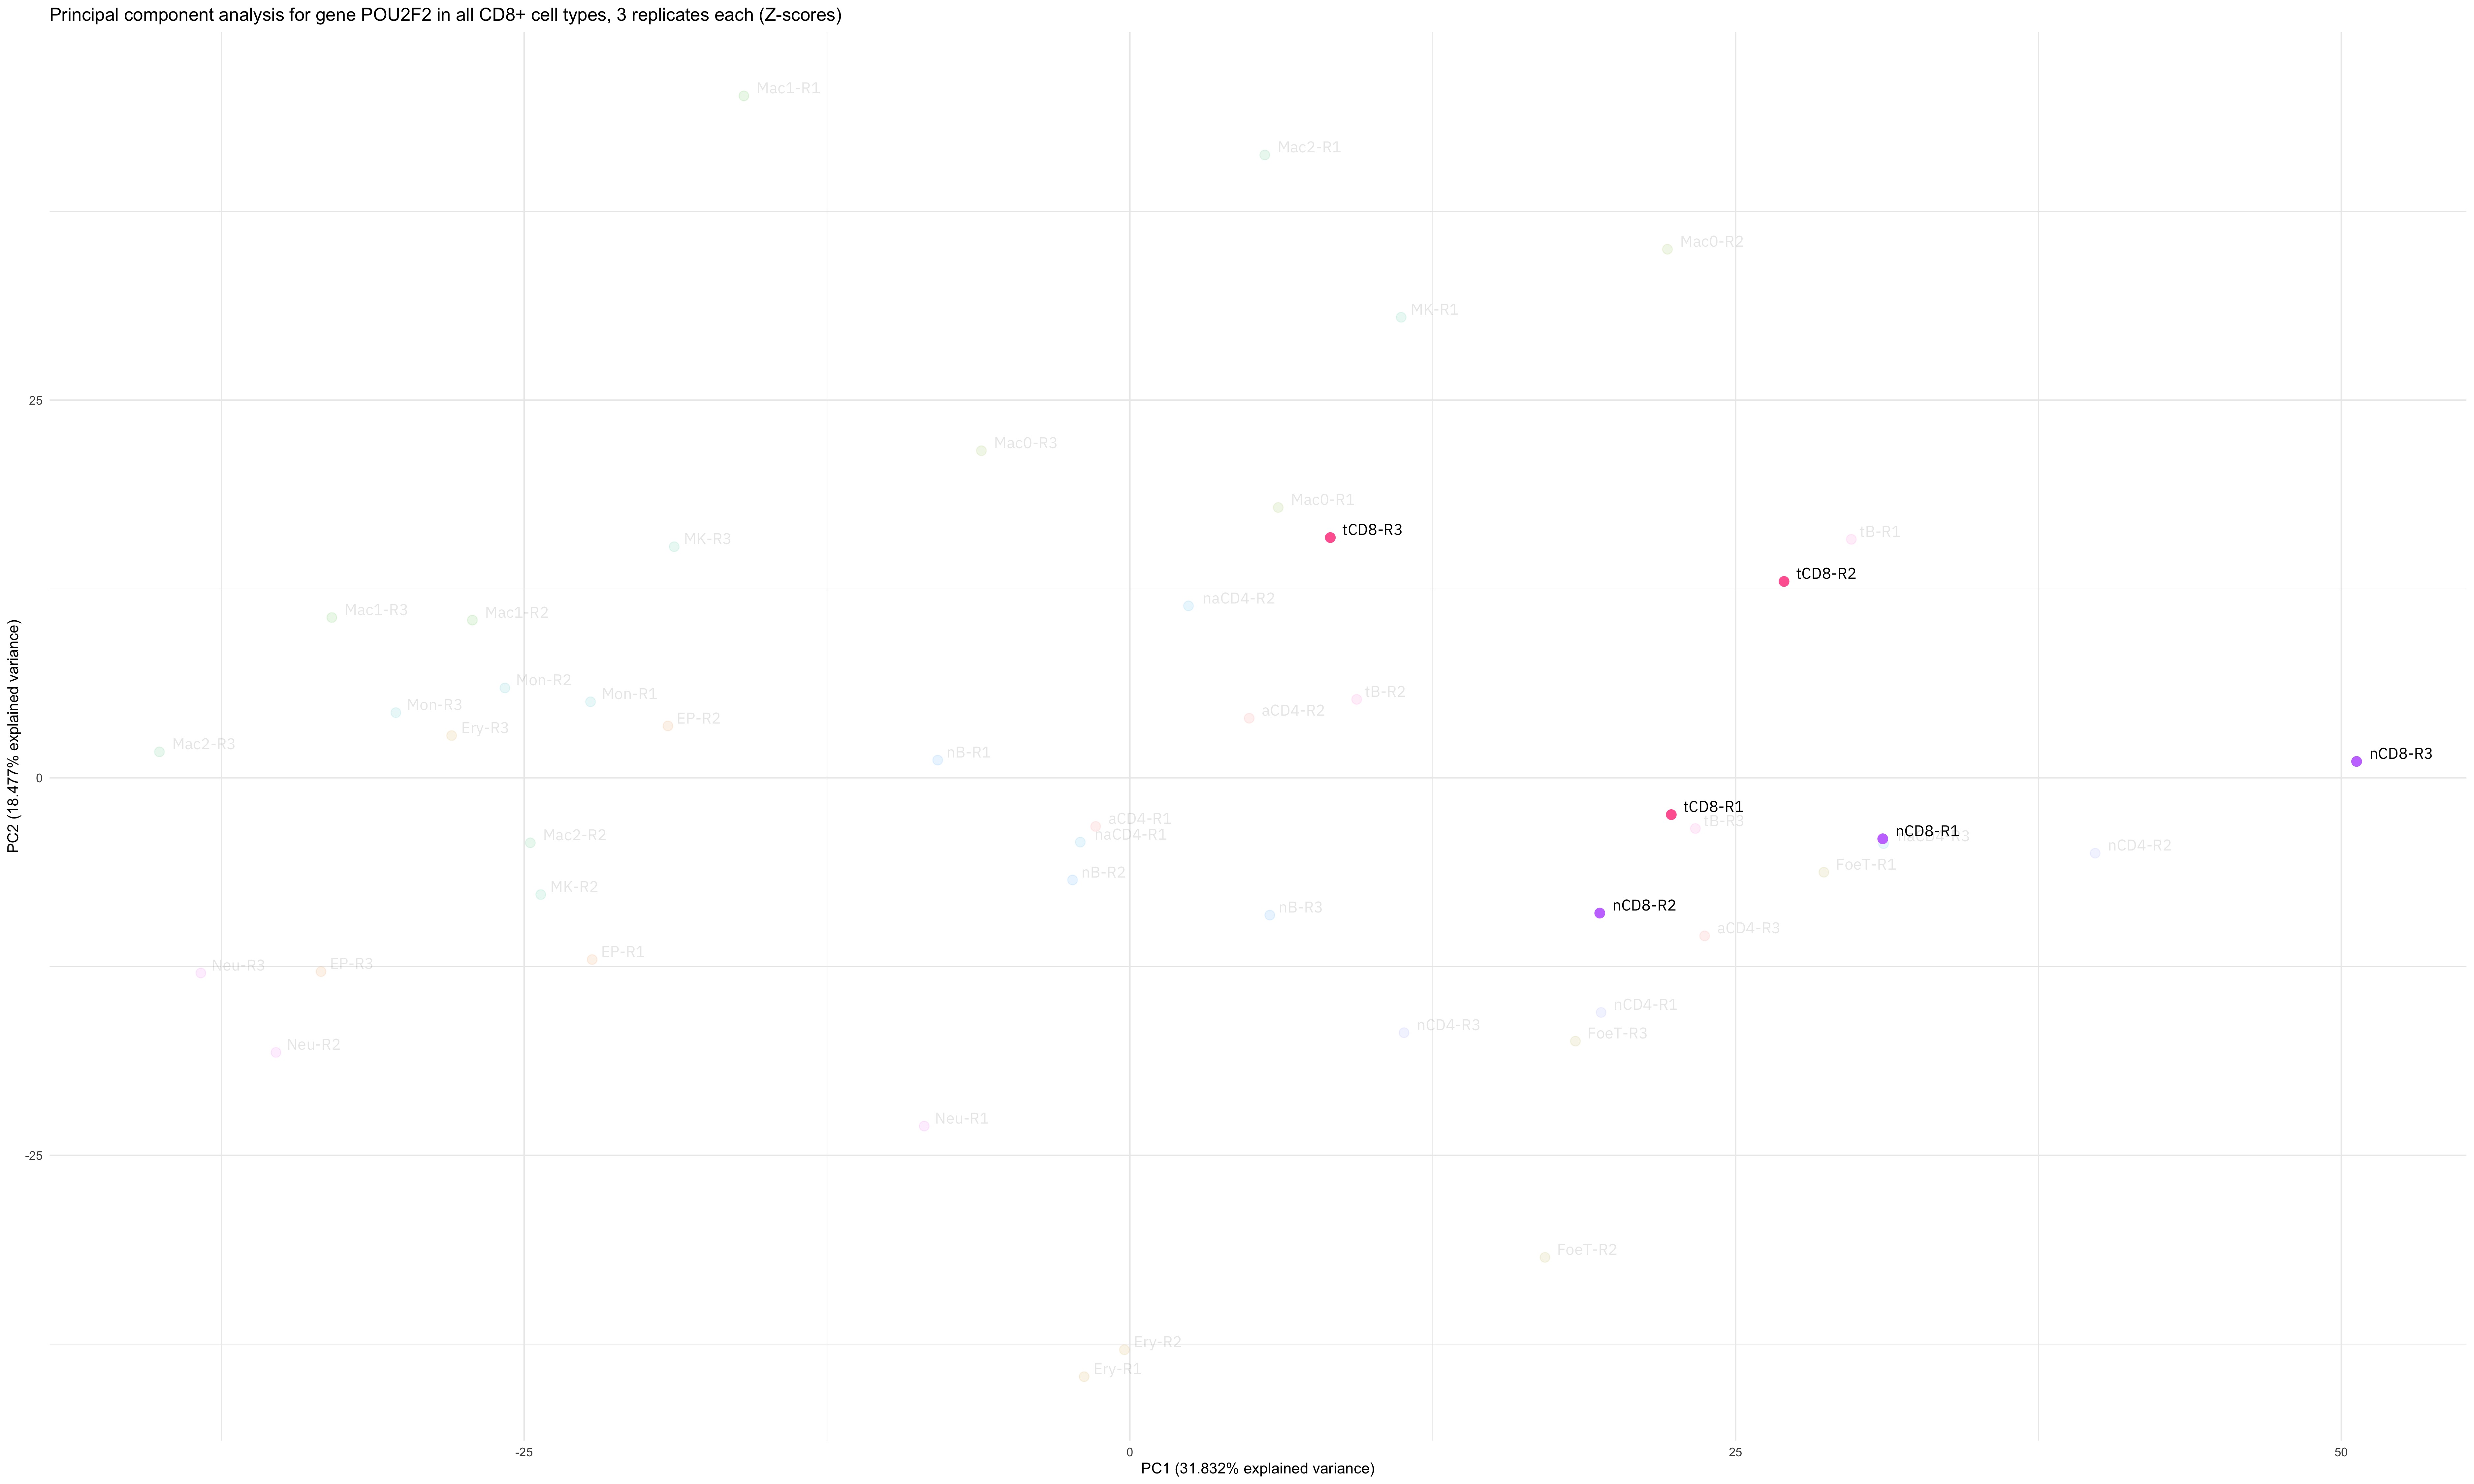 Principal component analysis for gene POU2F2 in all CD8+ cell types, 3 replicates each (Z-scores)
Mac1-R1
Mac2-R1
Mac0-R2
MK-R1
25
Mac0-R3
Mac0-R1
tCD8-R3
tB-R1
MK-R3
tCD8-R2
naCD4-R2
Mac1-R3
Mac1-R2
Mon-R2
tB-R2
Mon-R1
Mon-R3
aCD4-R2
EP-R2
Ery-R3
Mac2-R3
nB-R1
nCD8-R3
0
PC2 (18.477% explained variance)
tCD8-R1
aCD4-R1
tB-R3
nCD8-R1
naCD4-R1
naCD4-R3
Mac2-R2
nCD4-R2
FoeT-R1
nB-R2
MK-R2
nCD8-R2
nB-R3
aCD4-R3
EP-R1
EP-R3
Neu-R3
nCD4-R1
nCD4-R3
FoeT-R3
Neu-R2
Neu-R1
-25
FoeT-R2
Ery-R2
Ery-R1
-25
0
25
50
PC1 (31.832% explained variance)